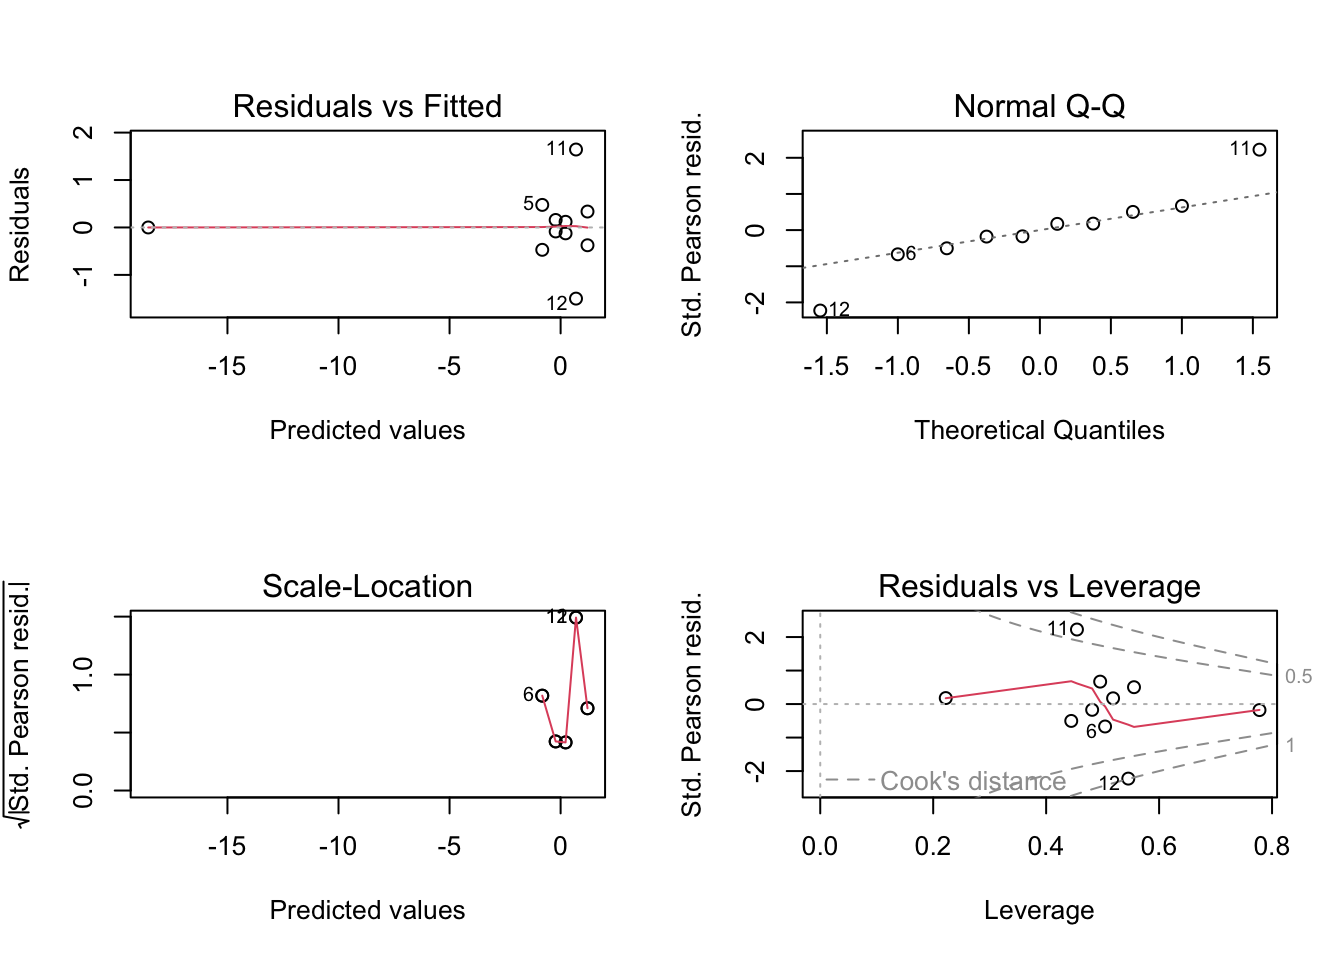 Residuals vs Fitted
Residuals
2
1
0
-1
11
5
12
-15 -10 -5 0
Predicted values
Normal Q-Q
Std. Pearson resid.
2
0
-2
11
6
12
-1.5 -1.0 -0.5 0.0 0.5 1.0 1.5
Theoretical Quantiles
Scale-Location
√|Std. Pearson resid.|
1.0
0.0
12
6
-15 -10 -5 0
Predicted values
Residuals vs Leverage
Std. Pearson resid.
2
0
-2
11
6
12
0.5
1
Cook's distance
0.0 0.2 0.4 0.6 0.8
Leverage